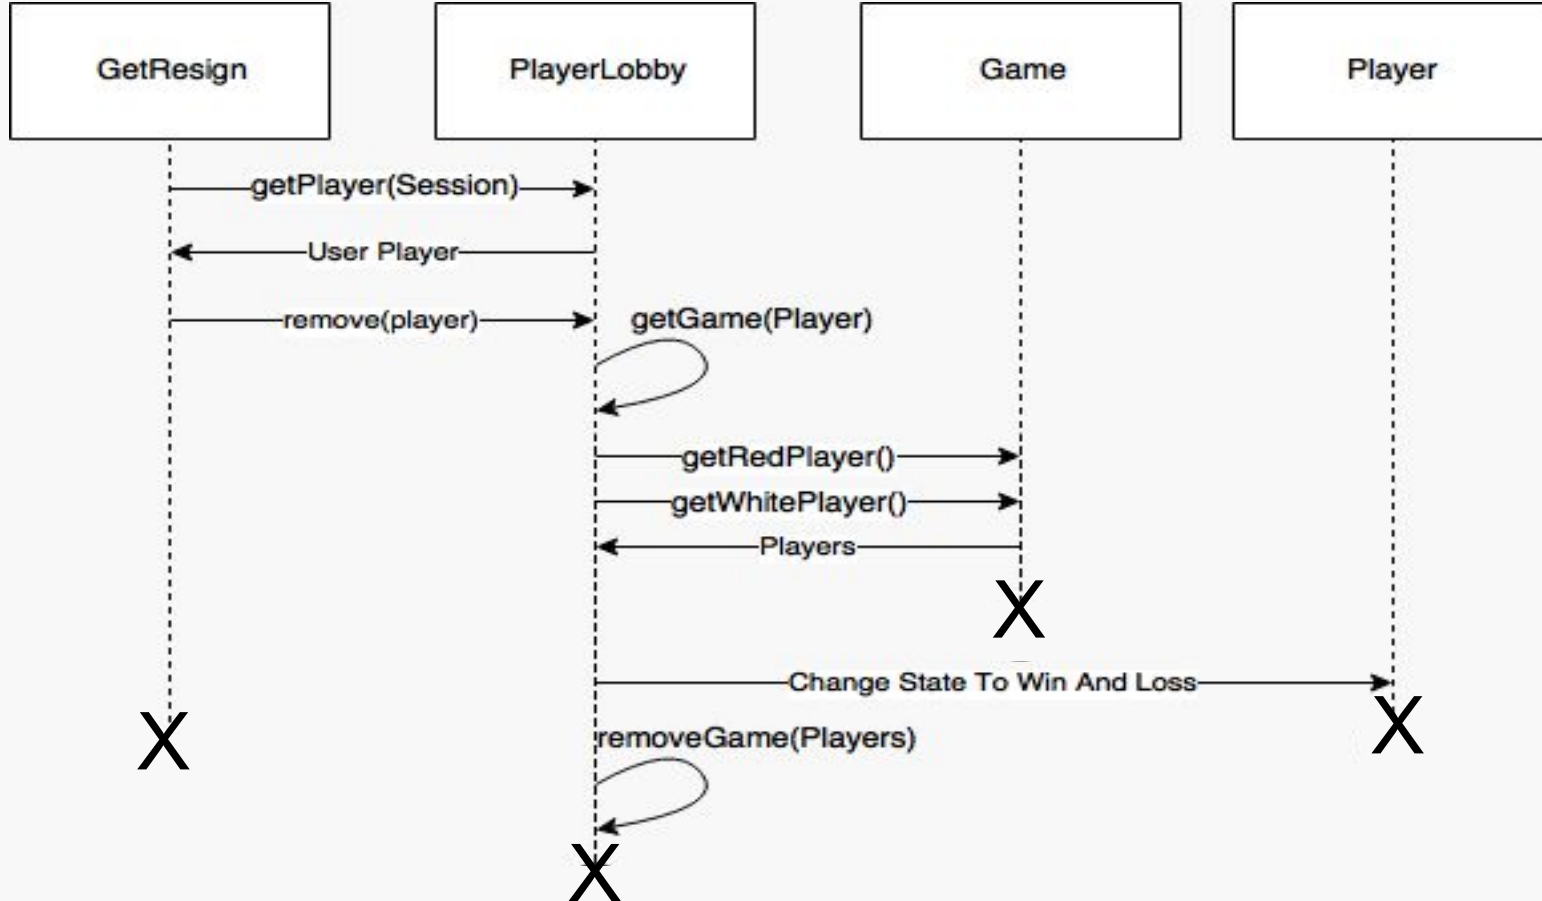 GetResign
PlayerLobby
Game
Player
getPlayer(Session)
User Player
remove(player)
getGame(Player)
getRedPlayer()
getWhitePlayer()
Players
X
Change State To Win And Loss
X
X
removeGame(Players)
X